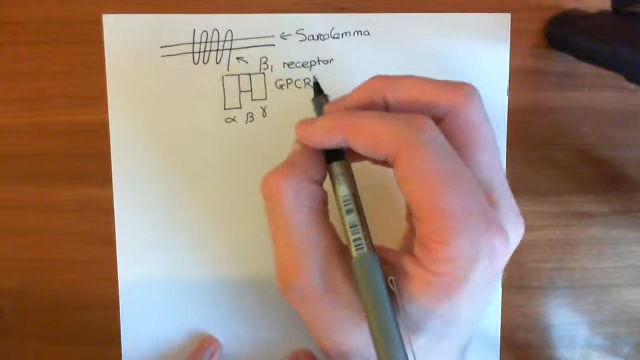 ← Sarcolemma
β₁ receptor
GPCR
α β γ